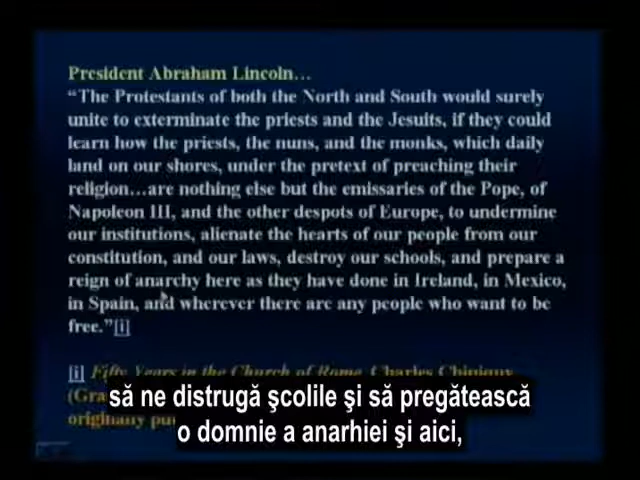 President Abraham Lincoln…
“The Protestants of both the North and South would surely
unite to exterminate the priests and the Jesuits, if they could
learn how the priests, the nuns, and the monks, which daily
land on our shores, under the pretext of preaching their
religion…are nothing else but the emissaries of the Pope, of
Napoleon III, and the other despots of Europe, to undermine
our institutions, alienate the hearts of our people from our
constitution, and our laws, destroy our schools, and prepare a
reign of anarchy here as they have done in Ireland, in Mexico,
in Spain, and wherever there are any people who want to be
free.”[i]
[i] Fifty Years in the Church of Rome, Charles Chiniquy
(Gra
originally pu
să ne distrugă şcolile şi să pregătească
o domnie a anarhiei şi aici,